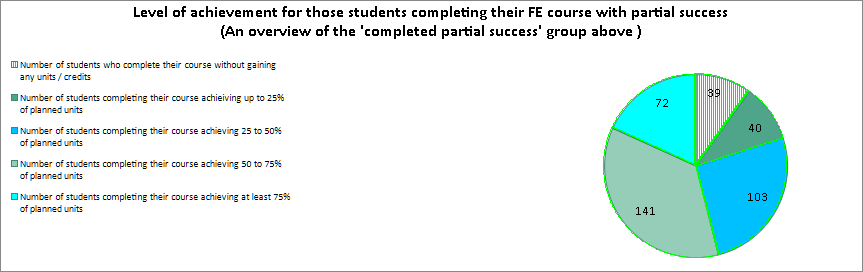 Level of achievement for those students completing their FE course with partial success
(An overview of the 'completed partial success' group above )
Number of students who complete their course without gaining
any units / credits
Number of students completing their course achieiving up to 25%
of planned units
Number of students completing their course achieving 25 to 50%
of planned units
Number of students completing their course achieving 50 to 75%
of planned units
Number of students completing their course achieving at least 75%
of planned units
39
40
103
141
72